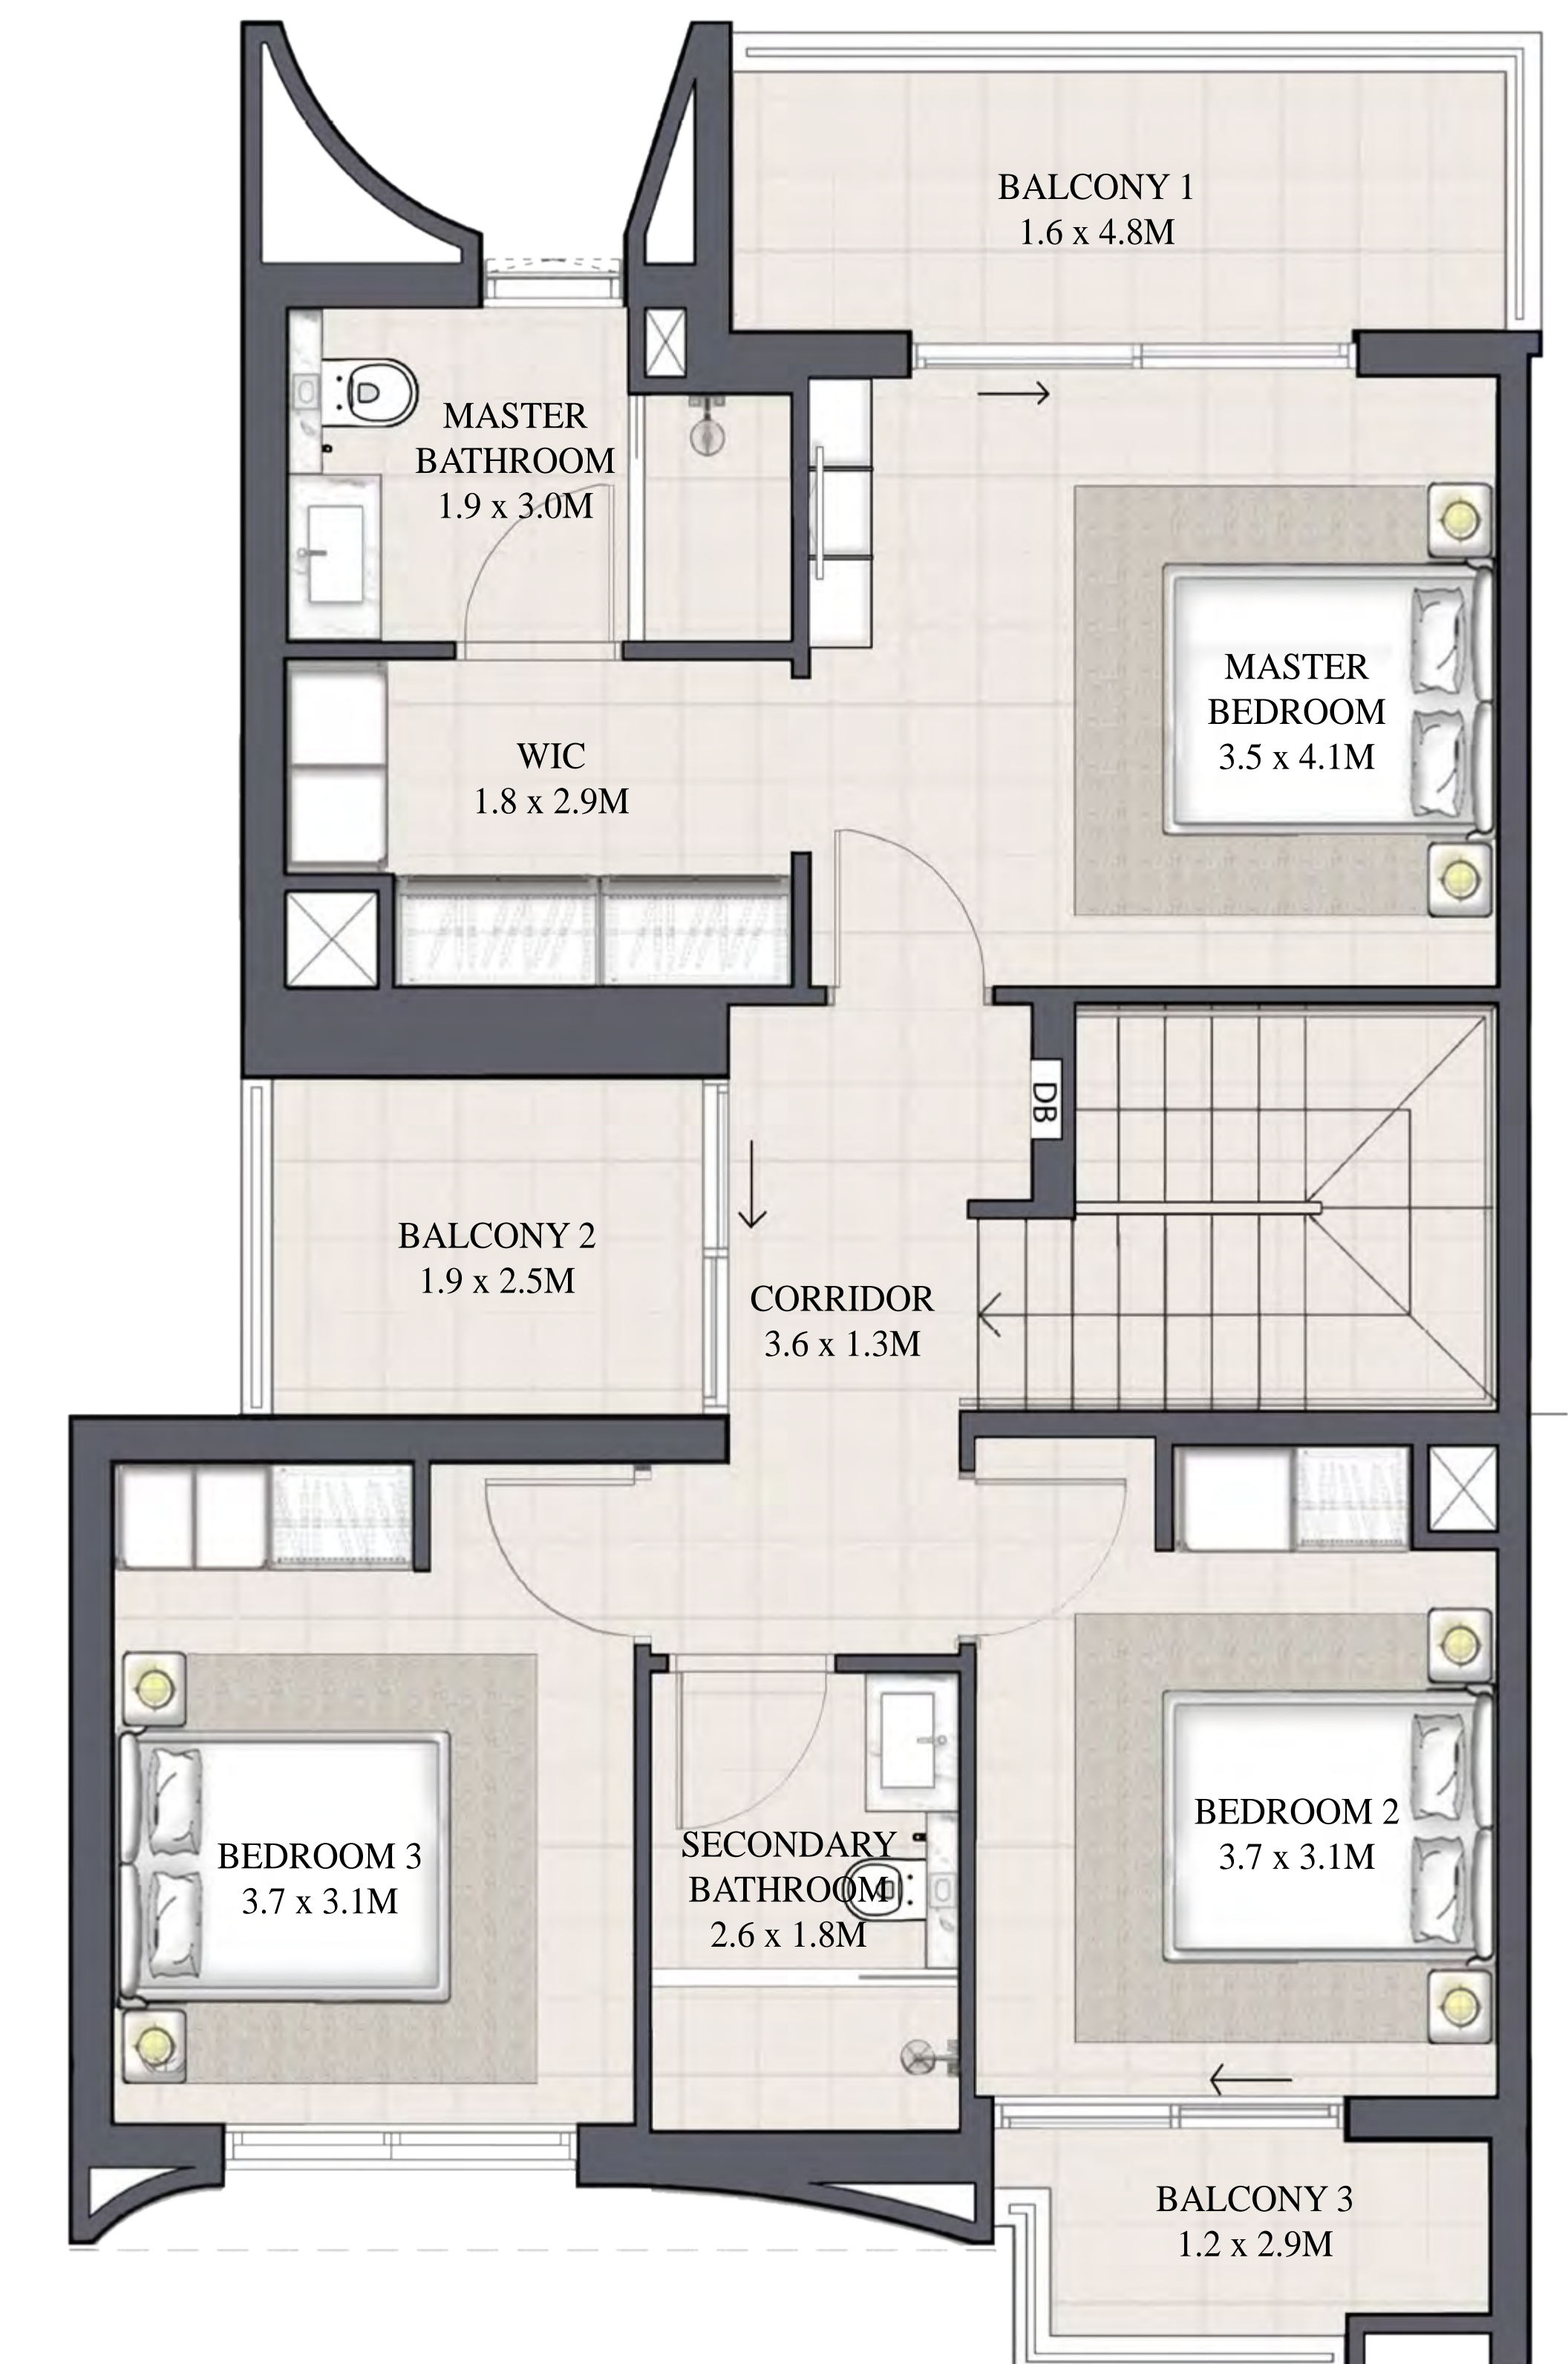 BALCONY 1
1.6 x 4.8M
MASTER
BATHROOM
1.9 x 3.0M
MASTER
BEDROOM
3.5 x 4.1M
WIC
1.8 x 2.9M
DB
BALCONY 2
1.9 x 2.5M
CORRIDOR
3.6 x 1.3M
BEDROOM 3
3.7 x 3.1M
SECONDARY
BATHROOM
2.6 x 1.8M
BEDROOM 2
3.7 x 3.1M
BALCONY 3
1.2 x 2.9M